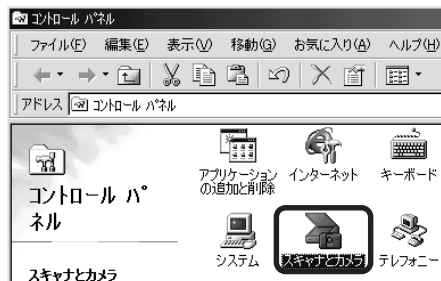 コントロール パネル
ファイル(F) 編集(E) 表示(V) 移動(G) お気に入り(A) ヘルプ(H)
アドレス コントロール パネル
コントロール パ
ネル
スキャナとカメラ
アプリケーション
の追加と削除
インターネット
キーボード
システム
スキャナとカメラ
テレフォニー